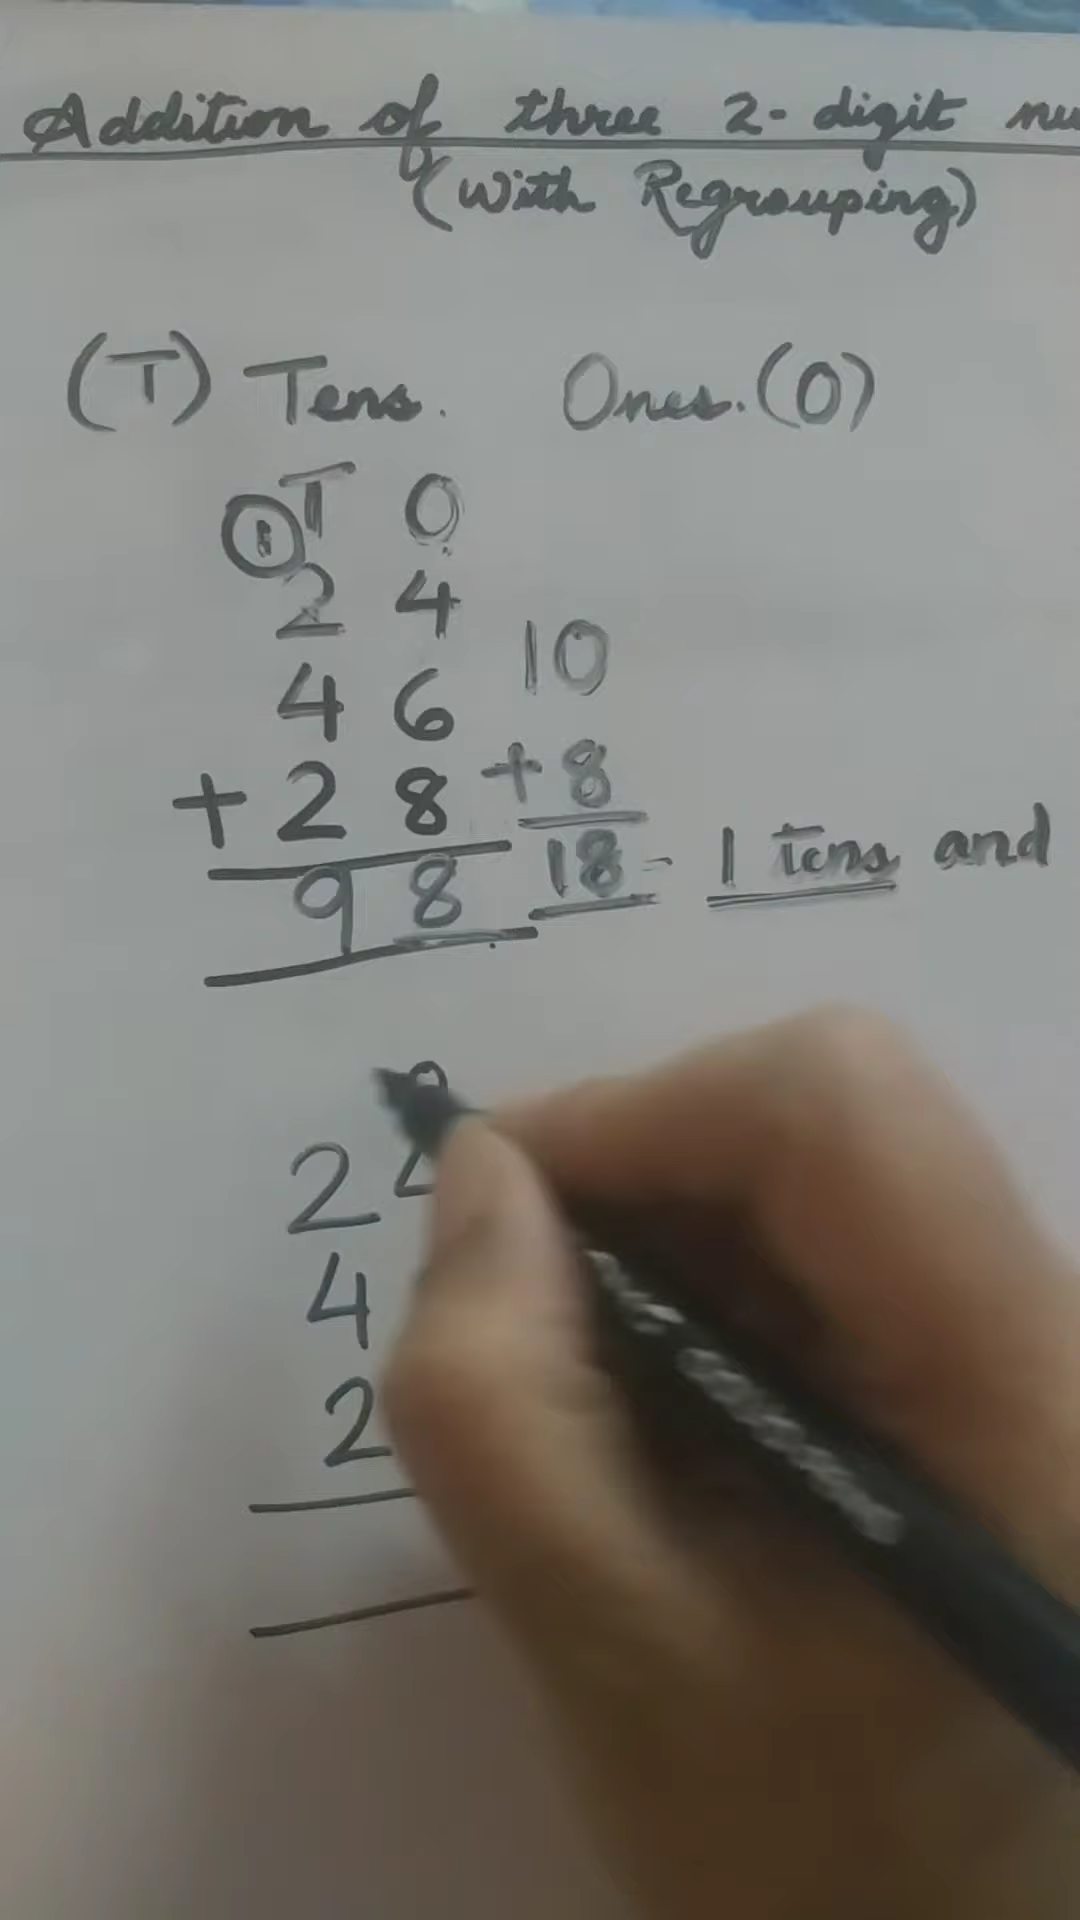 Addition of three 2-digit nu
(With Regrouping)
(T) Tens. Ones. (O)
① T O
2 4
4 6 10
+ 2 8 + 8
9 8 18 - 1 tens and
2 4
4
2